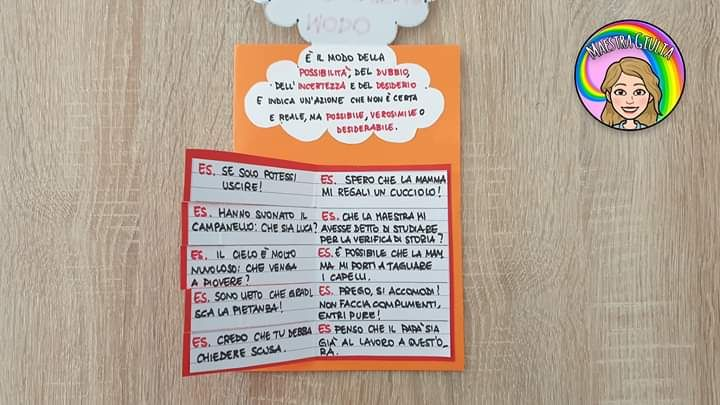 MODO
È IL MODO DELLA
POSSIBILITÀ, DEL DUBBIO,
DELL'INCERTEZZA E DEL DESIDERIO.
E INDICA UN'AZIONE CHE NON È CERTA
E REALE, MA POSSIBILE, VEROSIMILE O
DESIDERABILE.
MAESTRA GIULIA
ES. SE SOLO POTESSI
USCIRE!
ES. HANNO SUONATO IL
CAMPANELLO: CHE SIA LUCA?
ES. IL CIELO È MOLTO
NUVOLOSO: CHE VENGA
A PIOVERE?
ES. SONO LIETO CHE GRADI_
SCA LA PIETANZA!
ES. CREDO CHE TU DEBBA
CHIEDERE SCUSA.
ES. SPERO CHE LA MAMMA
MI REGALI UN CUCCIOLO!
ES. CHE LA MAESTRA MI
AVESSE DETTO DI STUDIARE
PER LA VERIFICA DI STORIA?
ES. È POSSIBILE CHE LA MAM_
MA MI PORTI A TAGLIARE
I CAPELLI.
ES. PREGO, SI ACCOMODI!
NON FACCIA COMPLIMENTI,
ENTRI PURE!
ES PENSO CHE IL PAPÀ SIA
GIÀ AL LAVORO A QUEST'O_
RA.